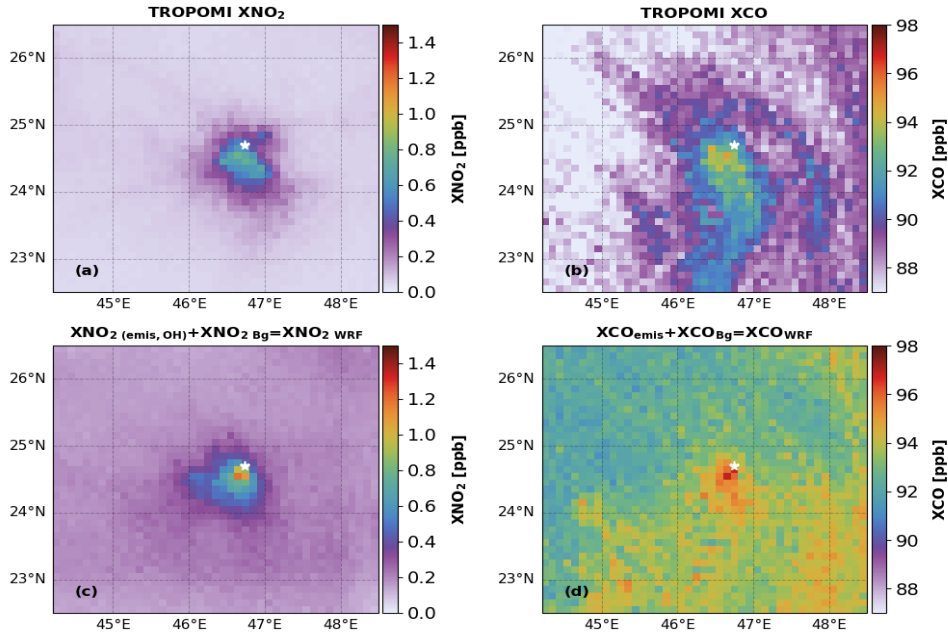 TROPOMI XNO₂
26°N
25°N
24°N
23°N
45°E 46°E 47°E 48°E
(a)
1.4
1.2
1.0
0.8
0.6
0.4
0.2
0.0
XNO₂ [ppb]
TROPOMI XCO
26°N
25°N
24°N
23°N
45°E 46°E 47°E 48°E
(b)
98
96
94
92
90
88
XCO [ppb]
XNO₂ (emis, OH)+XNO₂ Bg=XNO₂ WRF
26°N
25°N
24°N
23°N
45°E 46°E 47°E 48°E
(c)
1.4
1.2
1.0
0.8
0.6
0.4
0.2
0.0
XNO₂ [ppb]
XCOemis+XCOBg=XCOWRF
26°N
25°N
24°N
23°N
45°E 46°E 47°E 48°E
(d)
98
96
94
92
90
88
XCO [ppb]